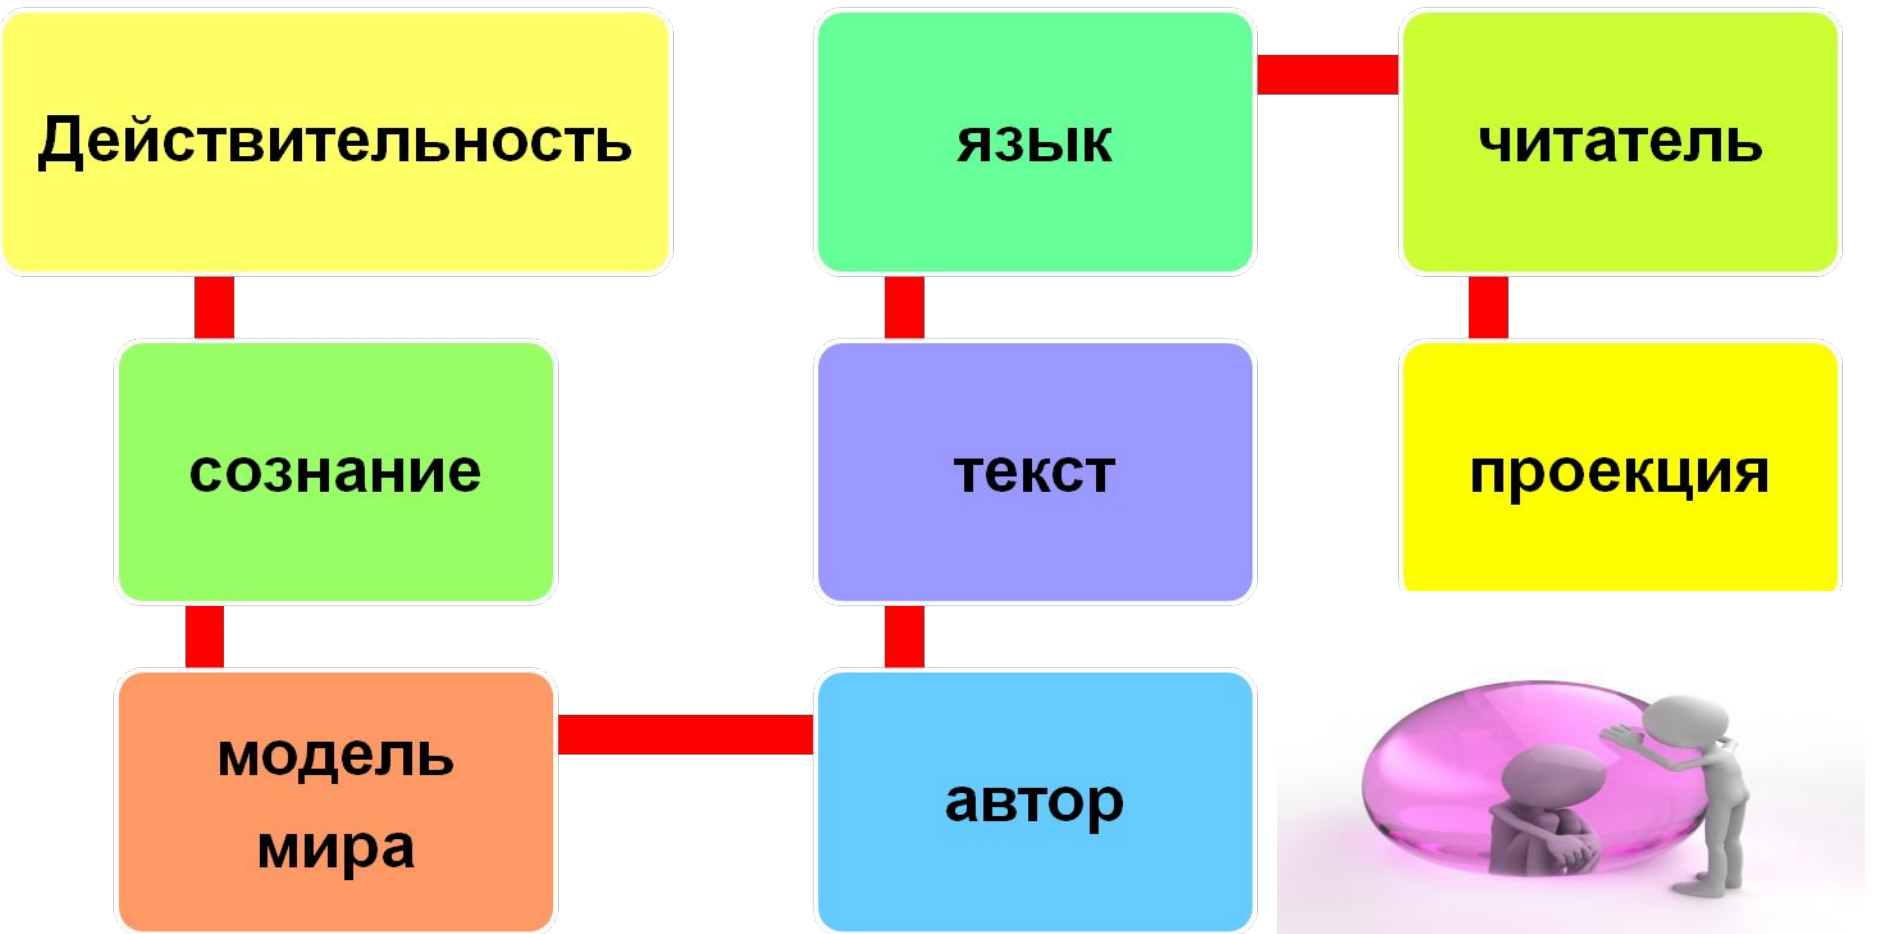 Действительность
сознание
модель
мира
автор
текст
язык
читатель
проекция